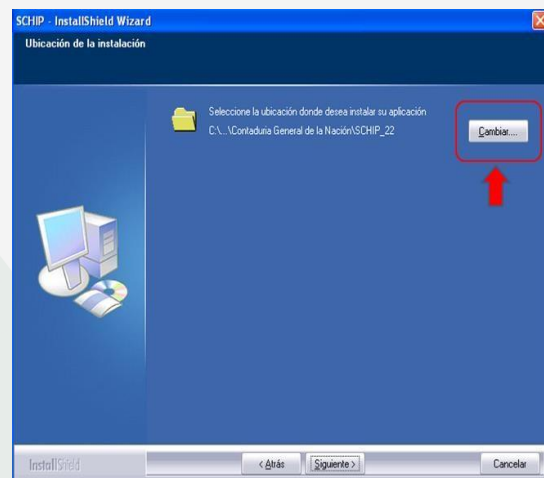 SCHIP - InstallShield Wizard
Ubicación de la instalación
Seleccione la ubicación donde desea instalar su aplicación
C:\...\Contaduria General de la Nación\SCHIP_22
Cambiar....
InstallShield
< Atrás
Siguiente >
Cancelar